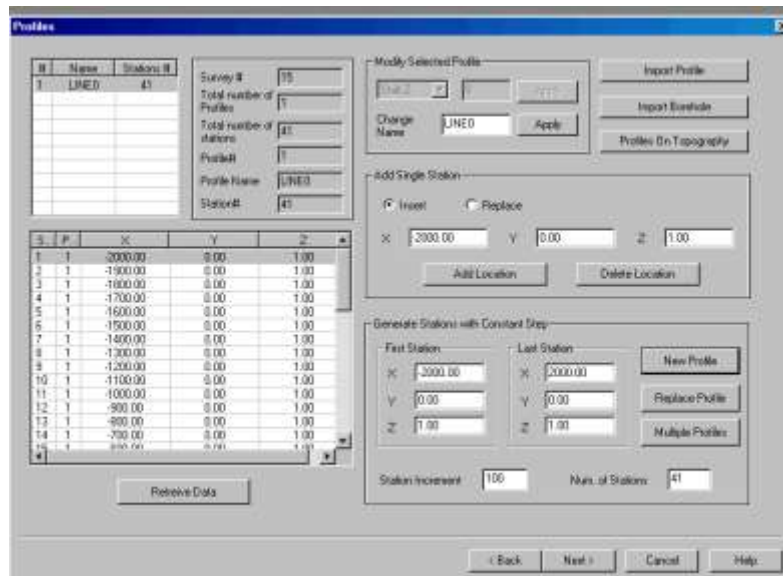 Profiles
# Name Stations #
1 LINE0 41
Survey # 15
Total number of Profiles 1
Total number of stations 41
Profile# 1
Profile Name LINE0
Station# 41
Modify Selected Profile
0
Change Name LINE0 Apply
Import Profile
Import Borehole
Profiles On Topography
Add Single Station
Insert Replace
X -2000.00 Y 0.00 Z 1.00
Add Location Delete Location
S.. P.. X Y Z
1 1 -2000.00 0.00 1.00
2 1 -1900.00 0.00 1.00
3 1 -1800.00 0.00 1.00
4 1 -1700.00 0.00 1.00
5 1 -1600.00 0.00 1.00
6 1 -1500.00 0.00 1.00
7 1 -1400.00 0.00 1.00
8 1 -1300.00 0.00 1.00
9 1 -1200.00 0.00 1.00
10 1 -1100.00 0.00 1.00
11 1 -1000.00 0.00 1.00
12 1 -900.00 0.00 1.00
13 1 -800.00 0.00 1.00
14 1 -700.00 0.00 1.00
Retreive Data
Generate Stations with Constant Step
First Station
X -2000.00
Y 0.00
Z 1.00
Last Station
X 2000.00
Y 0.00
Z 1.00
New Profile
Replace Profile
Multiple Profiles
Station Increment 100 Num. of Stations 41
< Back Next > Cancel Help